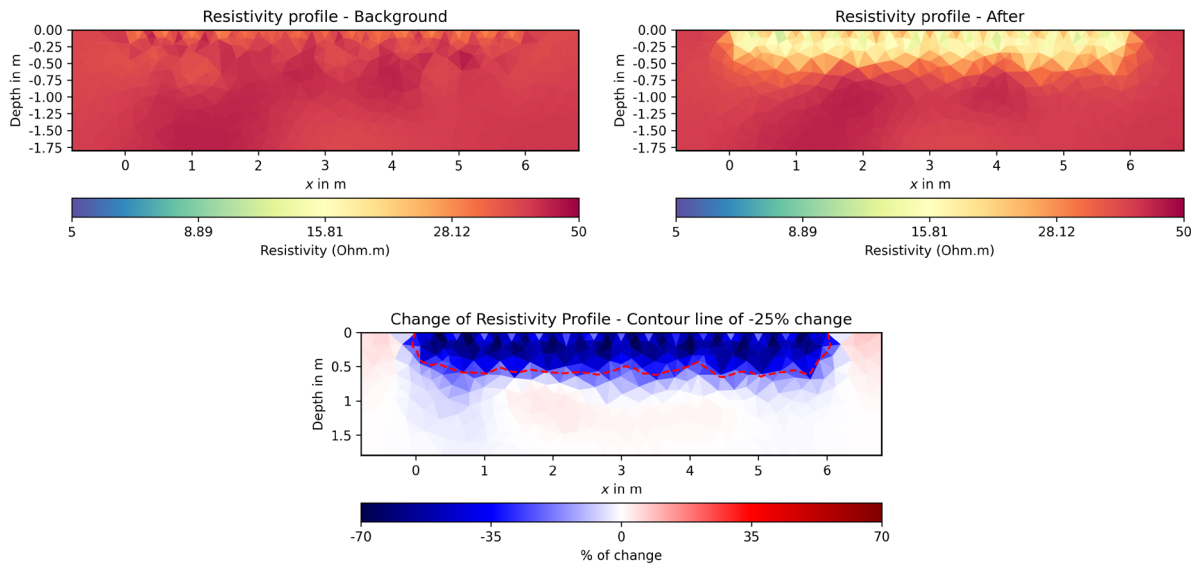 Resistivity profile - Background
Depth in m
0.00
-0.25
-0.50
-0.75
-1.00
-1.25
-1.50
-1.75
0 1 2 3 4 5 6
x in m
5 8.89 15.81 28.12 50
Resistivity (Ohm.m)
Resistivity profile - After
Depth in m
0.00
-0.25
-0.50
-0.75
-1.00
-1.25
-1.50
-1.75
0 1 2 3 4 5 6
x in m
5 8.89 15.81 28.12 50
Resistivity (Ohm.m)
Change of Resistivity Profile - Contour line of -25% change
Depth in m
0
0.5
1
1.5
0 1 2 3 4 5 6
x in m
-70 -35 0 35 70
% of change